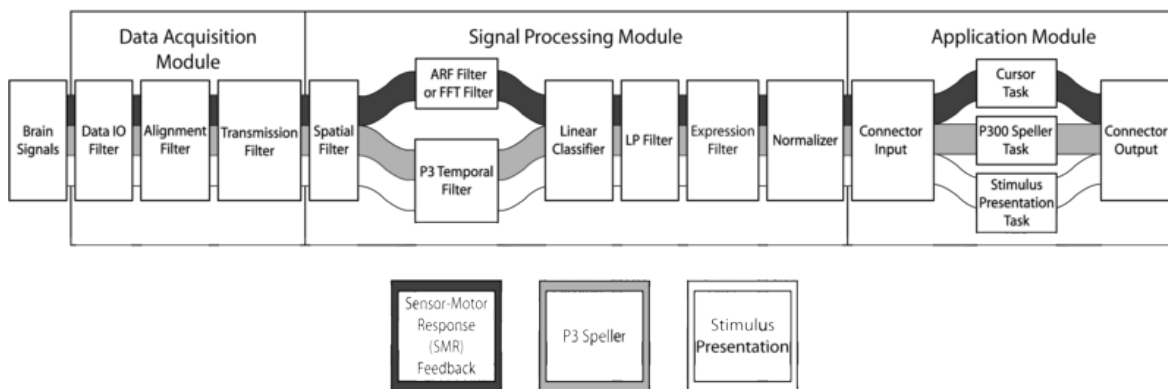 Data Acquisition
Module
Signal Processing Module
Application Module
Brain
Signals
Data IO
Filter
Alignment
Filter
Transmission
Filter
Spatial
Filter
ARF Filter
or FFT Filter
P3 Temporal
Filter
Linear
Classifier
LP Filter
Expression
Filter
Normalizer
Connector
Input
Cursor
Task
P300 Speller
Task
Stimulus
Presentation
Task
Connector
Output
Sensor-Motor
Response
(SMR)
Feedback
P3 Speller
Stimulus
Presentation